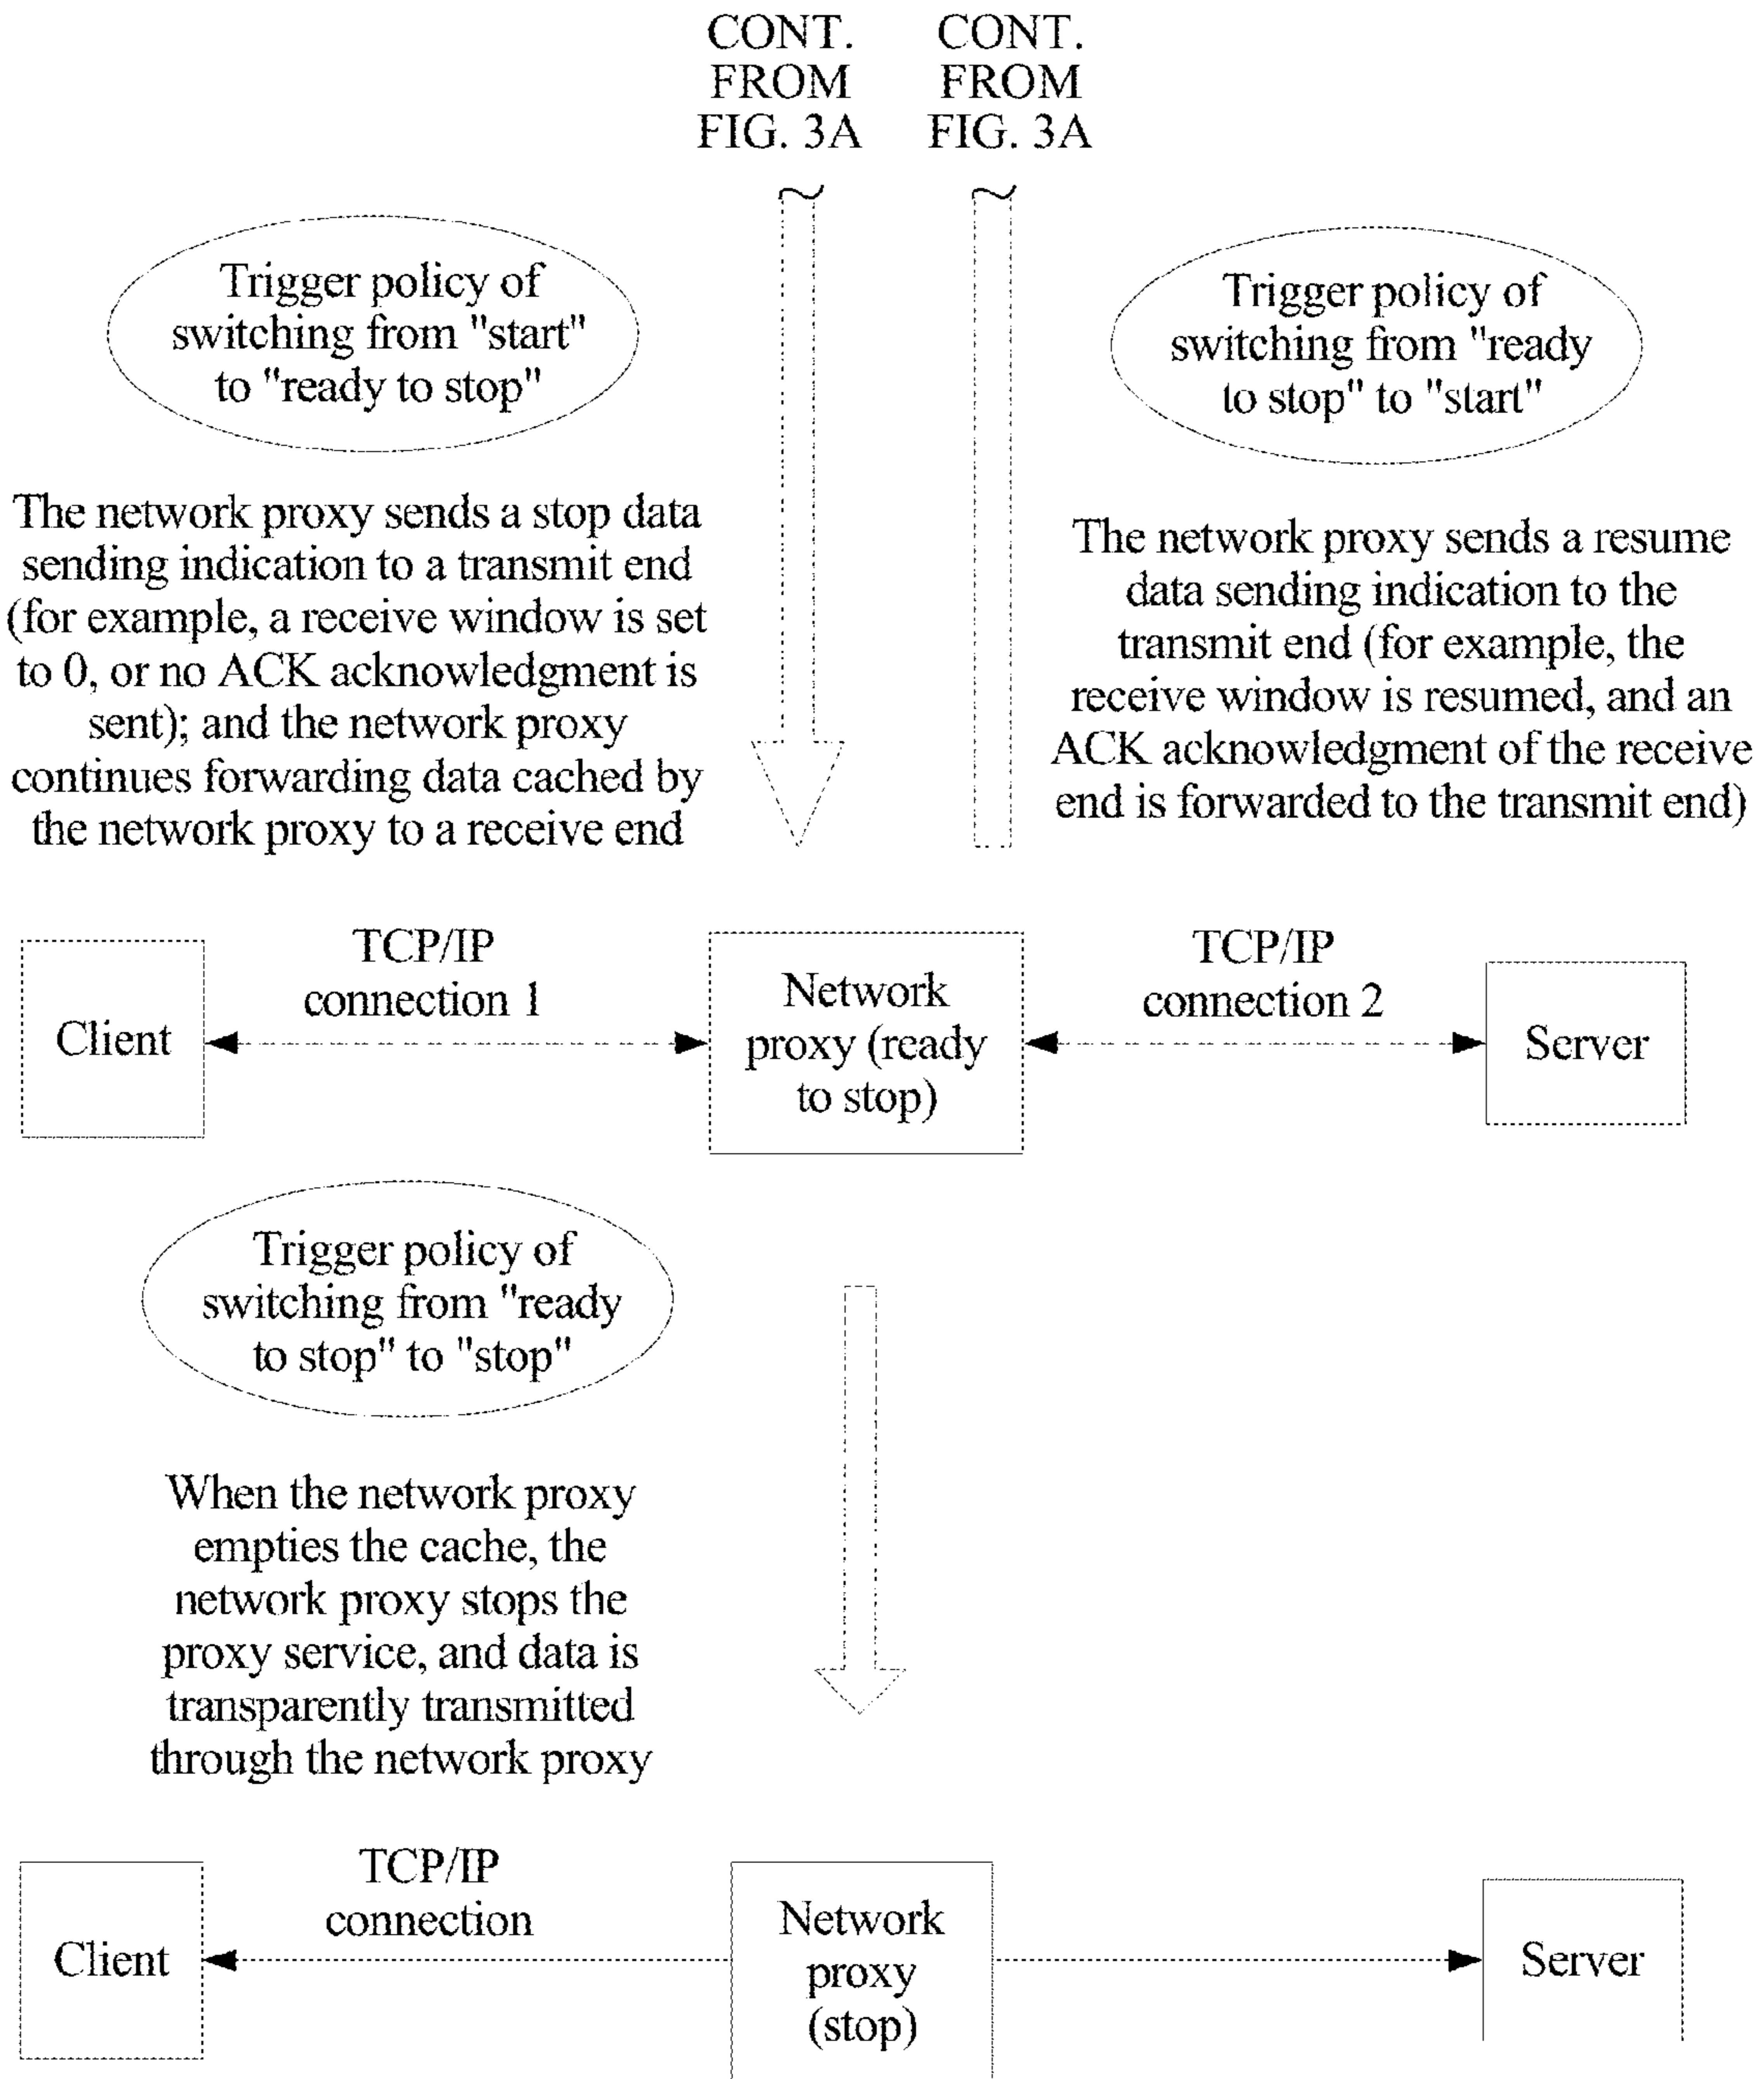 CONT.
FROM
FIG. 3A
CONT.
FROM
FIG. 3A
Trigger policy of
switching from "start"
to "ready to stop"
Trigger policy of
switching from "ready
to stop" to "start"
The network proxy sends a stop data
sending indication to a transmit end
(for example, a receive window is set
to 0, or no ACK acknowledgment is
sent); and the network proxy
continues forwarding data cached by
the network proxy to a receive end
The network proxy sends a resume
data sending indication to the
transmit end (for example, the
receive window is resumed, and an
ACK acknowledgment of the receive
end is forwarded to the transmit end)
Client
TCP/IP
connection 1
Network
proxy (ready
to stop)
TCP/IP
connection 2
Server
Trigger policy of
switching from "ready
to stop" to "stop"
When the network proxy
empties the cache, the
network proxy stops the
proxy service, and data is
transparently transmitted
through the network proxy
Client
TCP/IP
connection
Network
proxy
(stop)
Server